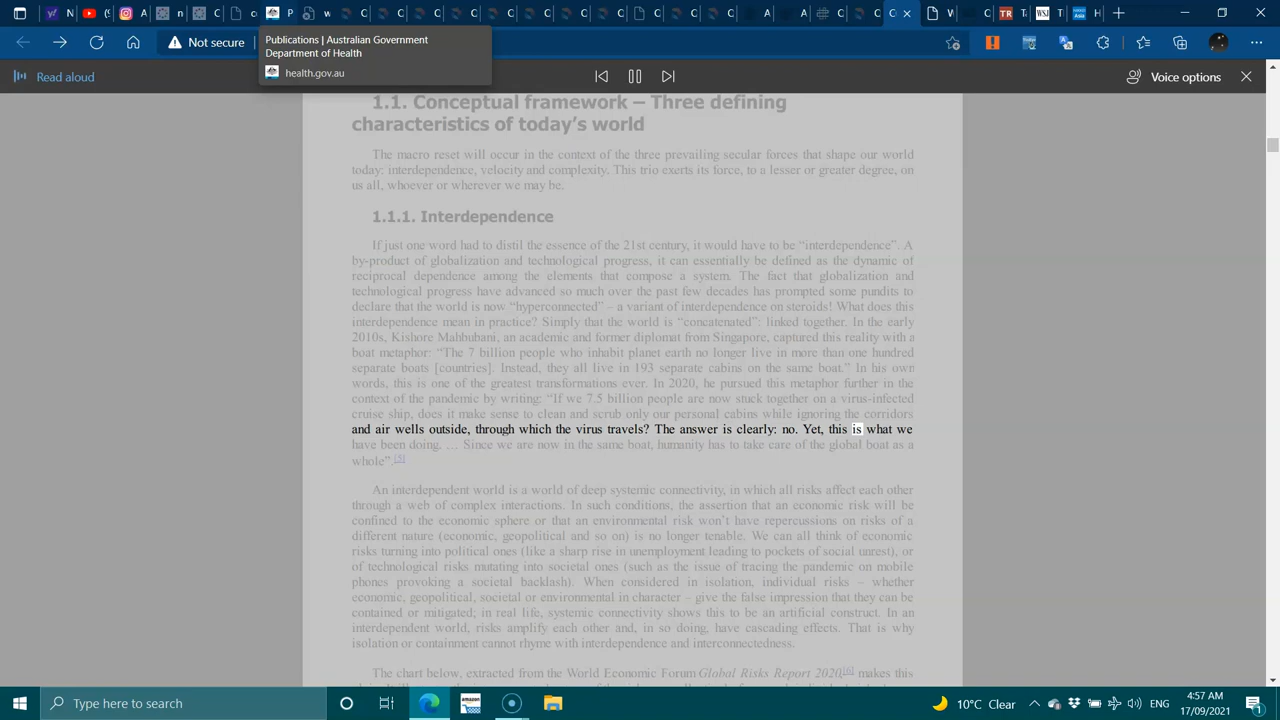 Not secure
Publications | Australian Government
Department of Health
health.gov.au
Read aloud
Voice options
1.1. Conceptual framework – Three defining
characteristics of today’s world
The macro reset will occur in the context of the three prevailing secular forces that shape our world
today: interdependence, velocity and complexity. This trio exerts its force, to a lesser or greater degree, on
us all, whoever or wherever we may be.
1.1.1. Interdependence
If just one word had to distil the essence of the 21st century, it would have to be “interdependence”. A
by-product of globalization and technological progress, it can essentially be defined as the dynamic of
reciprocal dependence among the elements that compose a system. The fact that globalization and
technological progress have advanced so much over the past few decades has prompted some pundits to
declare that the world is now “hyperconnected” – a variant of interdependence on steroids! What does this
interdependence mean in practice? Simply that the world is “concatenated”: linked together. In the early
2010s, Kishore Mahbubani, an academic and former diplomat from Singapore, captured this reality with a
boat metaphor: “The 7 billion people who inhabit planet earth no longer live in more than one hundred
separate boats [countries]. Instead, they all live in 193 separate cabins on the same boat.” In his own
words, this is one of the greatest transformations ever. In 2020, he pursued this metaphor further in the
context of the pandemic by writing: “If we 7.5 billion people are now stuck together on a virus-infected
cruise ship, does it make sense to clean and scrub only our personal cabins while ignoring the corridors
and air wells outside, through which the virus travels? The answer is clearly: no. Yet, this is what we
have been doing. … Since we are now in the same boat, humanity has to take care of the global boat as a
whole”.[5]
An interdependent world is a world of deep systemic connectivity, in which all risks affect each other
through a web of complex interactions. In such conditions, the assertion that an economic risk will be
confined to the economic sphere or that an environmental risk won’t have repercussions on risks of a
different nature (economic, geopolitical and so on) is no longer tenable. We can all think of economic
risks turning into political ones (like a sharp rise in unemployment leading to pockets of social unrest), or
of technological risks mutating into societal ones (such as the issue of tracing the pandemic on mobile
phones provoking a societal backlash). When considered in isolation, individual risks – whether
economic, geopolitical, societal or environmental in character – give the false impression that they can be
contained or mitigated; in real life, systemic connectivity shows this to be an artificial construct. In an
interdependent world, risks amplify each other and, in so doing, have cascading effects. That is why
isolation or containment cannot rhyme with interdependence and interconnectedness.
The chart below, extracted from the World Economic Forum Global Risks Report 2020,[6] makes this
Type here to search
amazon
10°C Clear
ENG
4:57 AM
17/09/2021